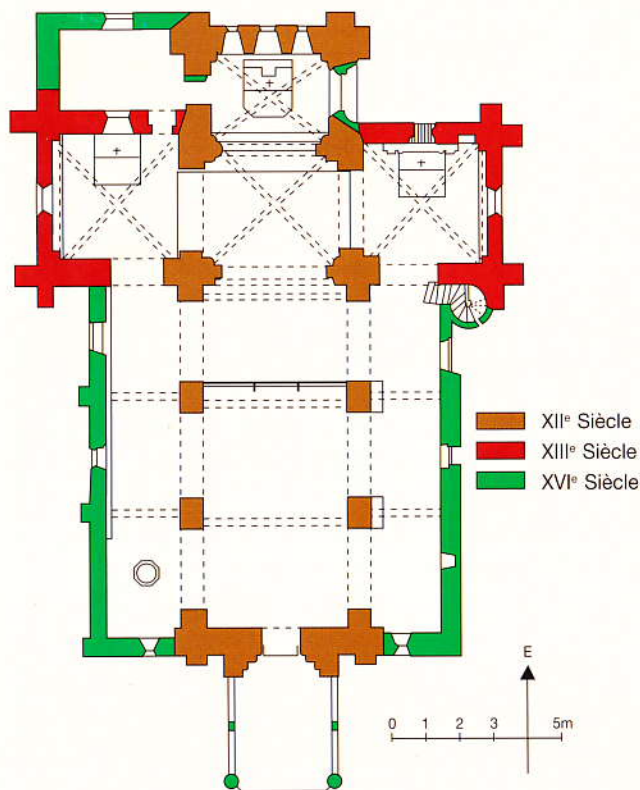 XIIe Siècle
XIIIe Siècle
XVIe Siècle
E
0 1 2 3 5m